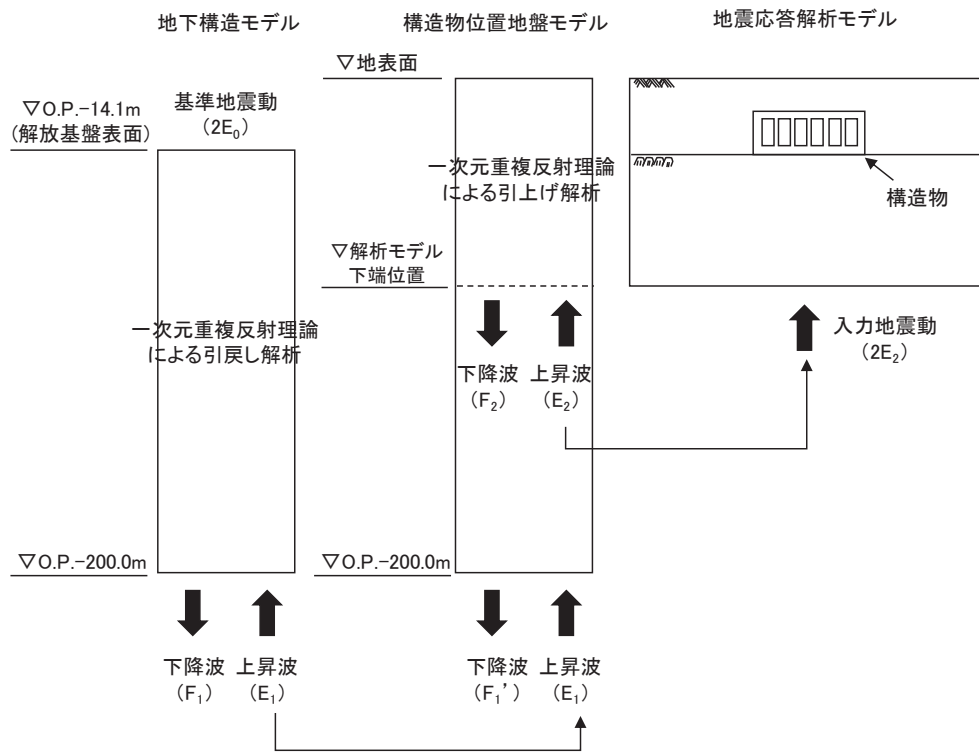 地下構造モデル
▽O.P.-14.1m
(解放基盤表面)
基準地震動
(2E₀)
一次元重複反射理論
による引戻し解析
▽O.P.-200.0m
下降波
(F₁)
上昇波
(E₁)
構造物位置地盤モデル
▽地表面
一次元重複反射理論
による引上げ解析
▽解析モデル
下端位置
下降波
(F₂)
上昇波
(E₂)
▽O.P.-200.0m
下降波
(F₁')
上昇波
(E₁)
地震応答解析モデル
構造物
入力地震動
(2E₂)